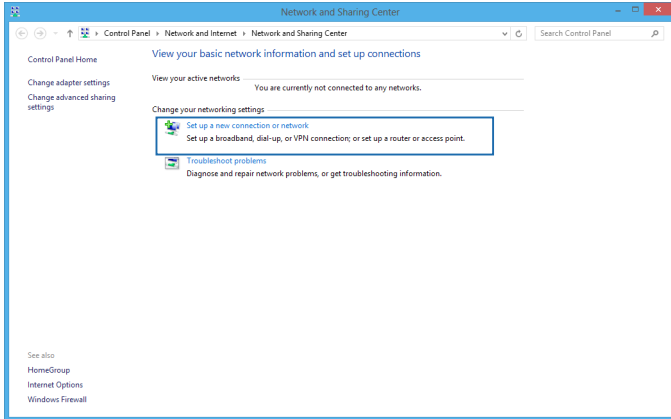 Network and Sharing Center
Control Panel Network and Internet Network and Sharing Center
Search Control Panel
Control Panel Home
Change adapter settings
Change advanced sharing
settings
View your basic network information and set up connections
View your active networks
You are currently not connected to any networks.
Change your networking settings
Set up a new connection or network
Set up a broadband, dial-up, or VPN connection; or set up a router or access point.
Troubleshoot problems
Diagnose and repair network problems, or get troubleshooting information.
See also
HomeGroup
Internet Options
Windows Firewall